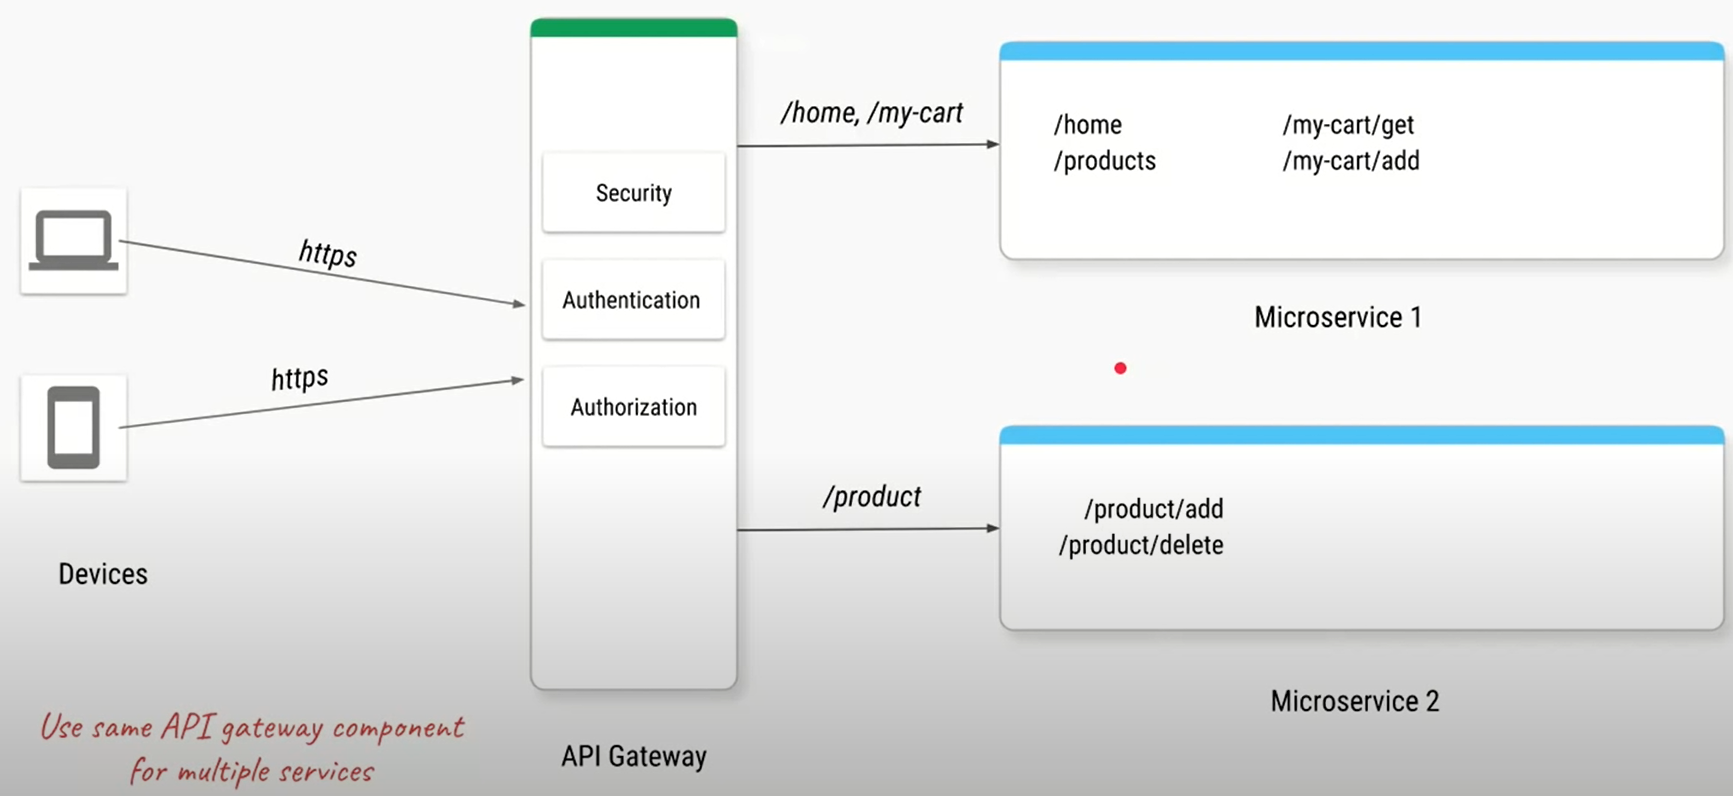 https
https
Devices
Use same API gateway component
for multiple services
Security
Authentication
Authorization
API Gateway
/home, /my-cart
/product
/home
/products
/my-cart/get
/my-cart/add
Microservice 1
/product/add
/product/delete
Microservice 2